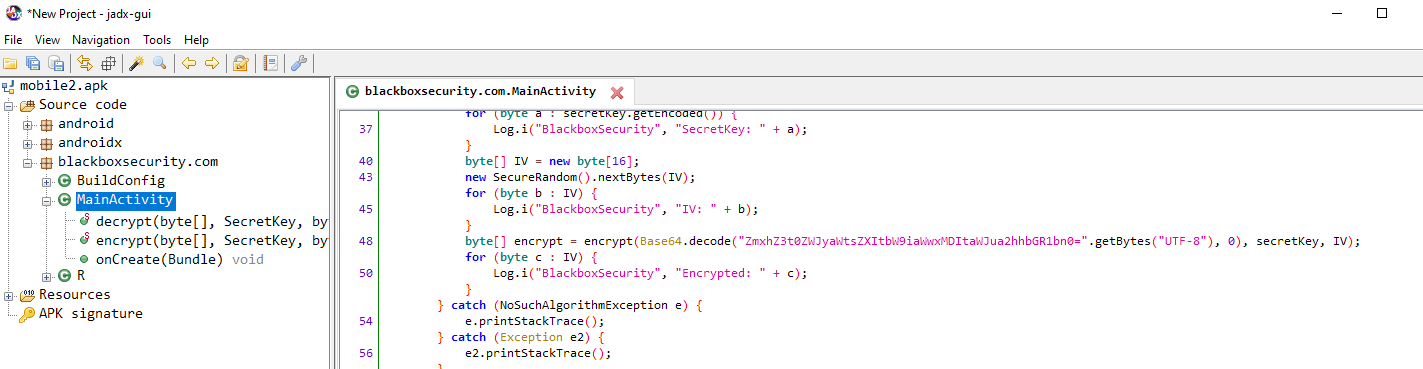 *New Project - jadx-gui
File View Navigation Tools Help
mobile2.apk
Source code
android
androidx
blackboxsecurity.com
BuildConfig
MainActivity
decrypt(byte[], SecretKey, by
encrypt(byte[], SecretKey, by
onCreate(Bundle) void
R
Resources
APK signature
blackboxsecurity.com.MainActivity
for (byte a : secretKey.getEncoded()) {
37 Log.i("BlackboxSecurity", "SecretKey: " + a);
}
40 byte[] IV = new byte[16];
43 new SecureRandom().nextBytes(IV);
for (byte b : IV) {
45 Log.i("BlackboxSecurity", "IV: " + b);
}
48 byte[] encrypt = encrypt(Base64.decode("ZmxhZ3t0ZWJyaWtsZXItbW9iaWwxMDItaWJua2hhbGR1bn0=".getBytes("UTF-8"), 0), secretKey, IV);
for (byte c : IV) {
50 Log.i("BlackboxSecurity", "Encrypted: " + c);
}
} catch (NoSuchAlgorithmException e) {
54 e.printStackTrace();
} catch (Exception e2) {
56 e2.printStackTrace();